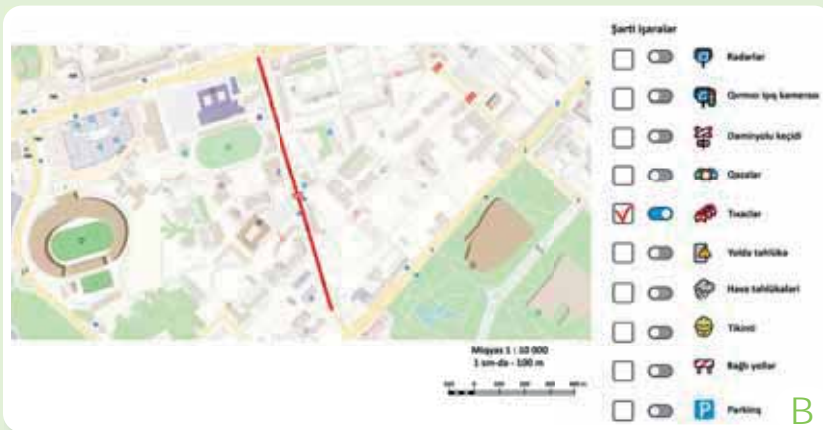 Şərti işarələr
Radarlar
Qırmızı işıq kamerası
Dəmiryolu keçidi
Qəzalar
Tıxaclar
Yolda təhlükə
Hava təhlükələri
Tikinti
Bağlı yollar
Parkinq
Miqyas 1 : 10 000
1 sm-də - 100 m
B